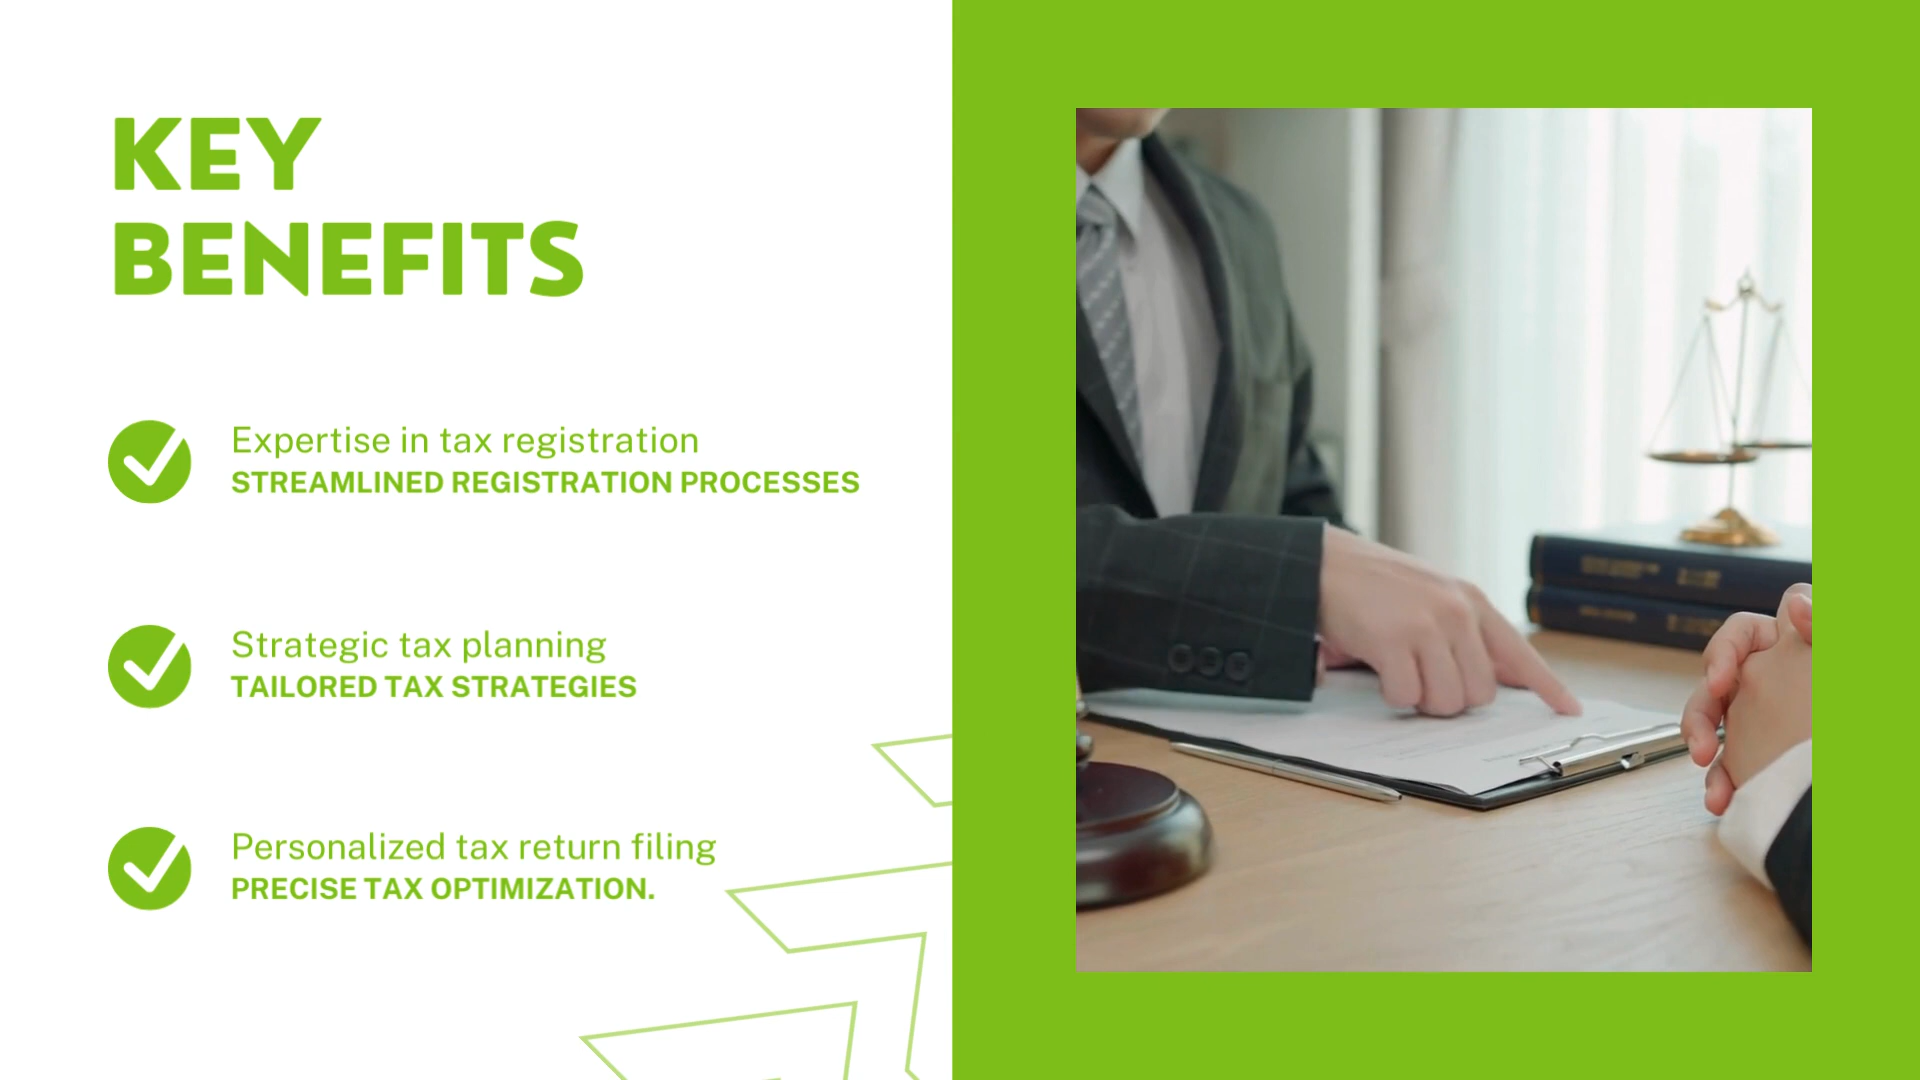 KEY
BENEFITS
Expertise in tax registration
STREAMLINED REGISTRATION PROCESSES
Strategic tax planning
TAILORED TAX STRATEGIES
Personalized tax return filing
PRECISE TAX OPTIMIZATION.